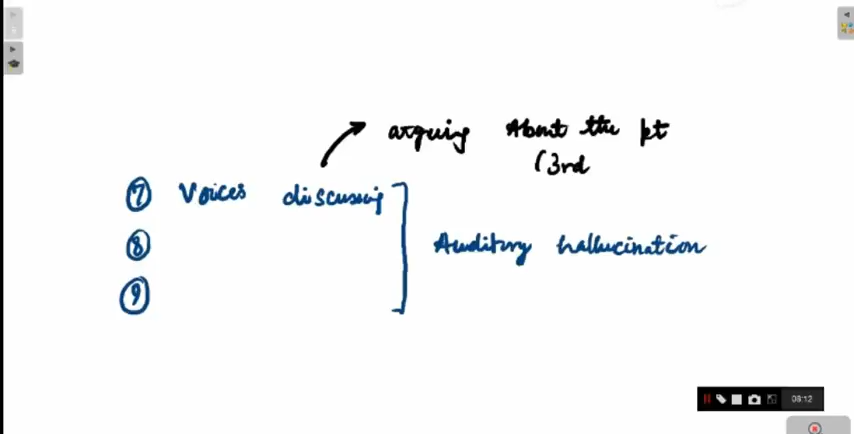 arguing About the pt
(3rd
⑦ Voices discussing
⑧ Auditory hallucination
⑨
08:12